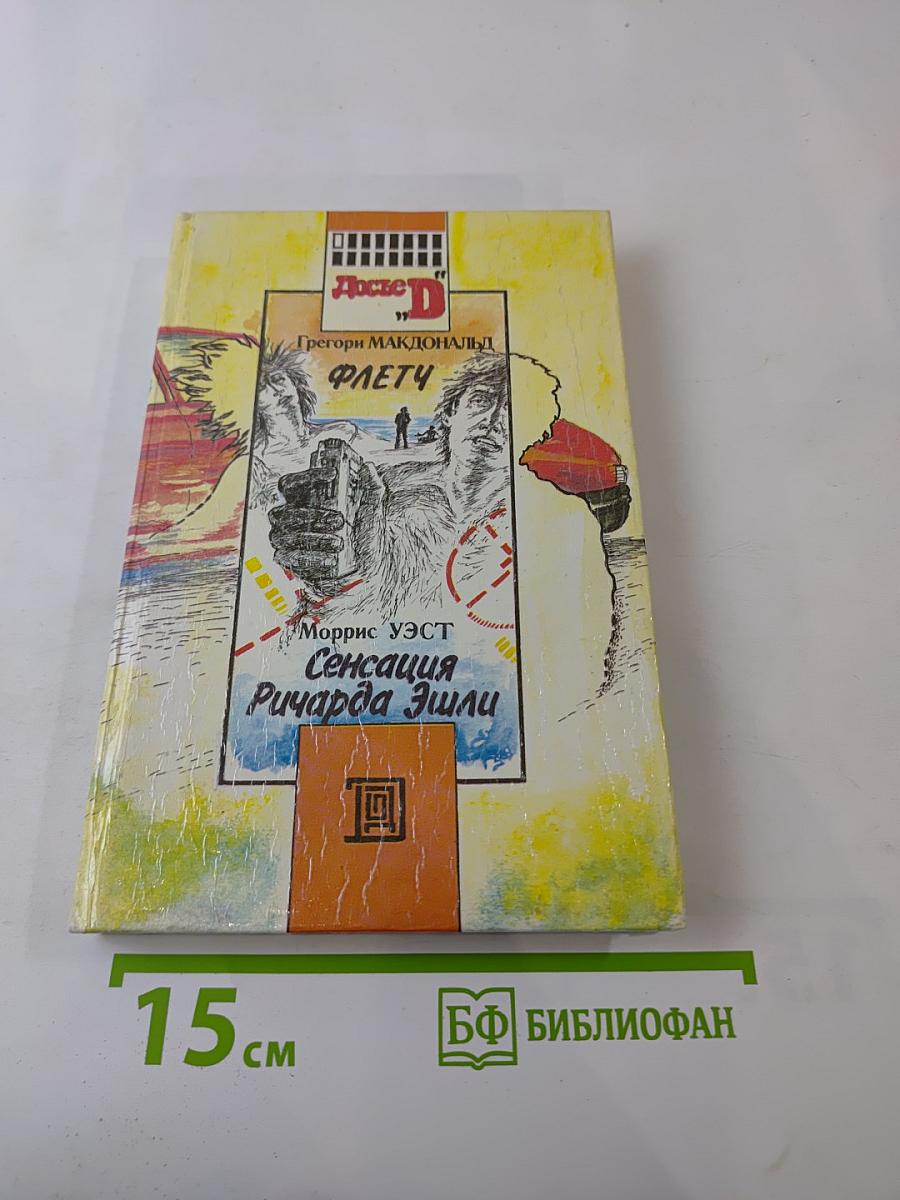 Досье „D“
Грегори МАКДОНАЛЬД
ФЛЕТЧ
Моррис УЭСТ
Сенсация
Ричарда Эшли
15 см
БФ БИБЛИОФАН